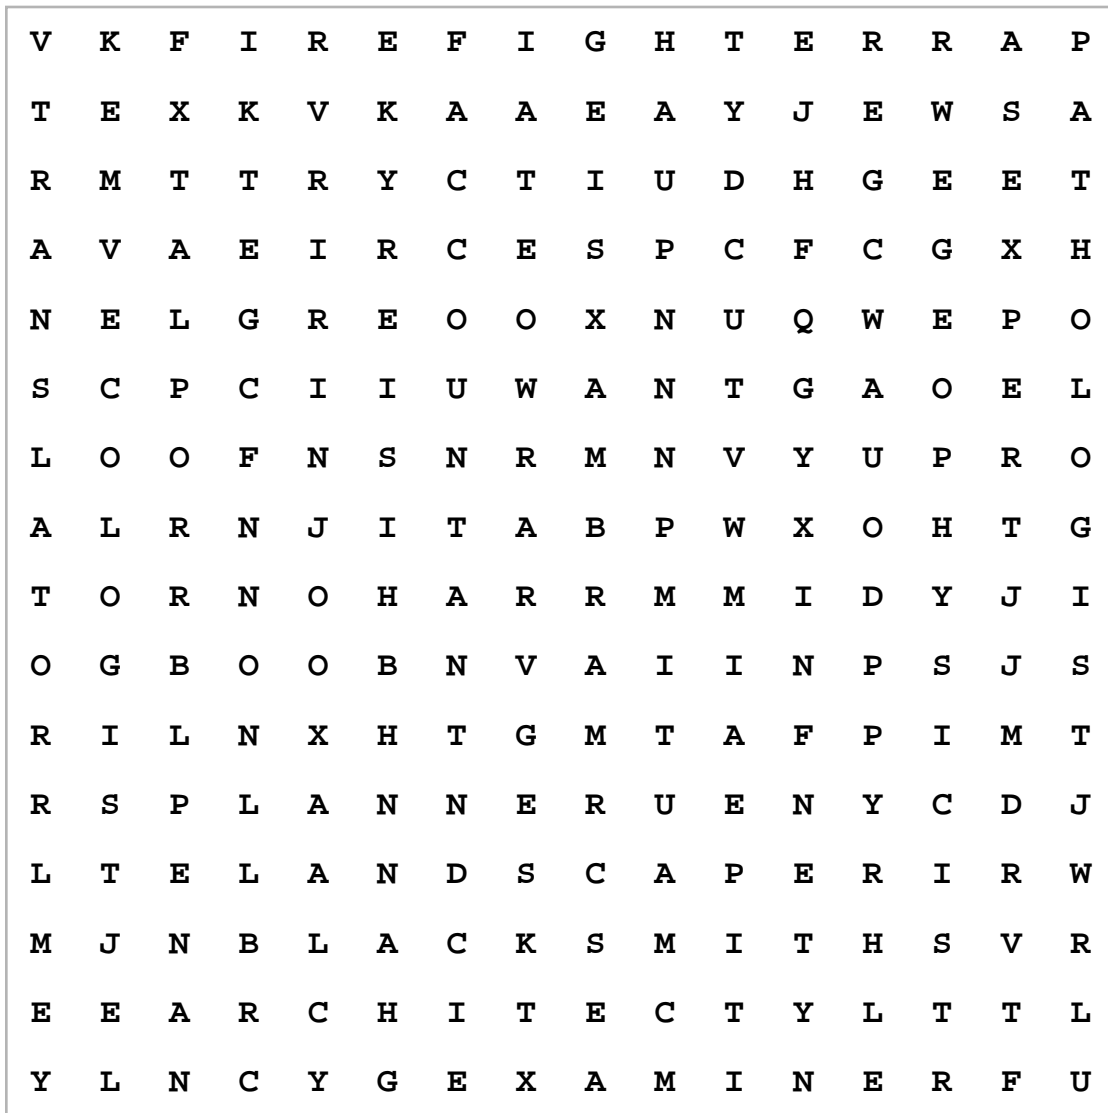 V K F I R E F I G H T E R R A P
T E X K V K A A E A Y J E W S A
R M T T R Y C T I U D H G E E T
A V A E I R C E S P C F C G X H
N E L G R E O O X N U Q W E P O
S C P C I I U W A N T G A O E L
L O O F N S N R M N V Y U P R O
A L R N J I T A B P W X O H T G
T O R N O H A R R M M I D Y J I
O G B O O B N V A I I N P S J S
R I L N X H T G M T A F P I M T
R S P L A N N E R U E N Y C D J
L T E L A N D S C A P E R I R W
M J N B L A C K S M I T H S V R
E E A R C H I T E C T Y L T T L
Y L N C Y G E X A M I N E R F U